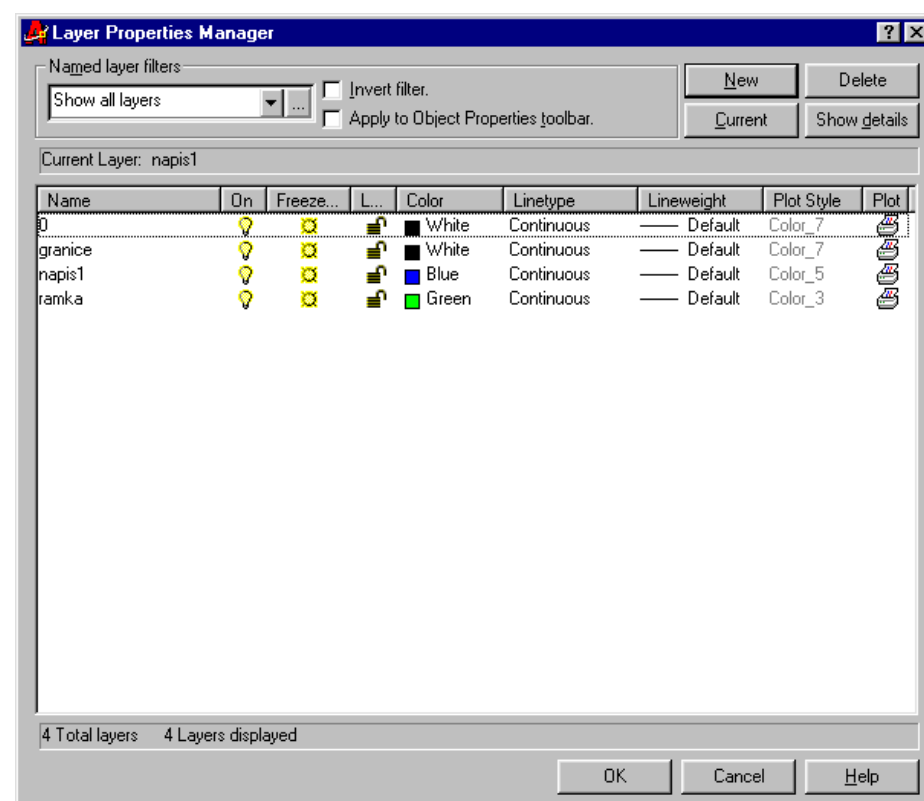 Layer Properties Manager
Named layer filters
Show all layers
...
Invert filter.
Apply to Object Properties toolbar.
New
Delete
Current
Show details
Current Layer: napis1
Name On Freeze... L... Color Linetype Lineweight Plot Style Plot
0 White Continuous Default Color_7
granice White Continuous Default Color_7
napis1 Blue Continuous Default Color_5
ramka Green Continuous Default Color_3
4 Total layers 4 Layers displayed
OK Cancel Help